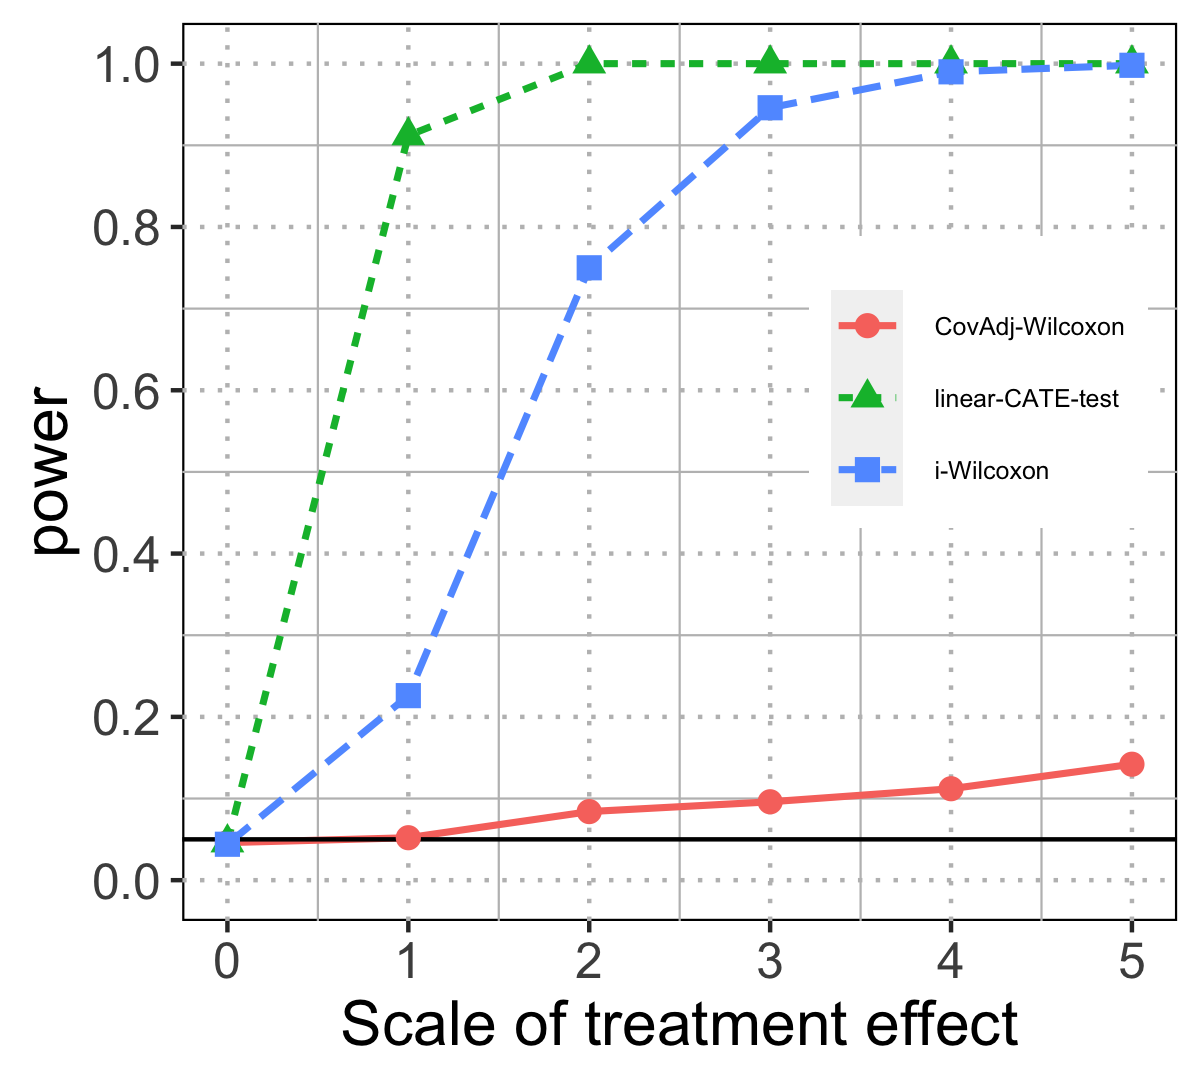 1.0
0.8
0.6
0.4
0.2
0.0
power
CovAdj-Wilcoxon
linear-CATE-test
i-Wilcoxon
0 1 2 3 4 5
Scale of treatment effect